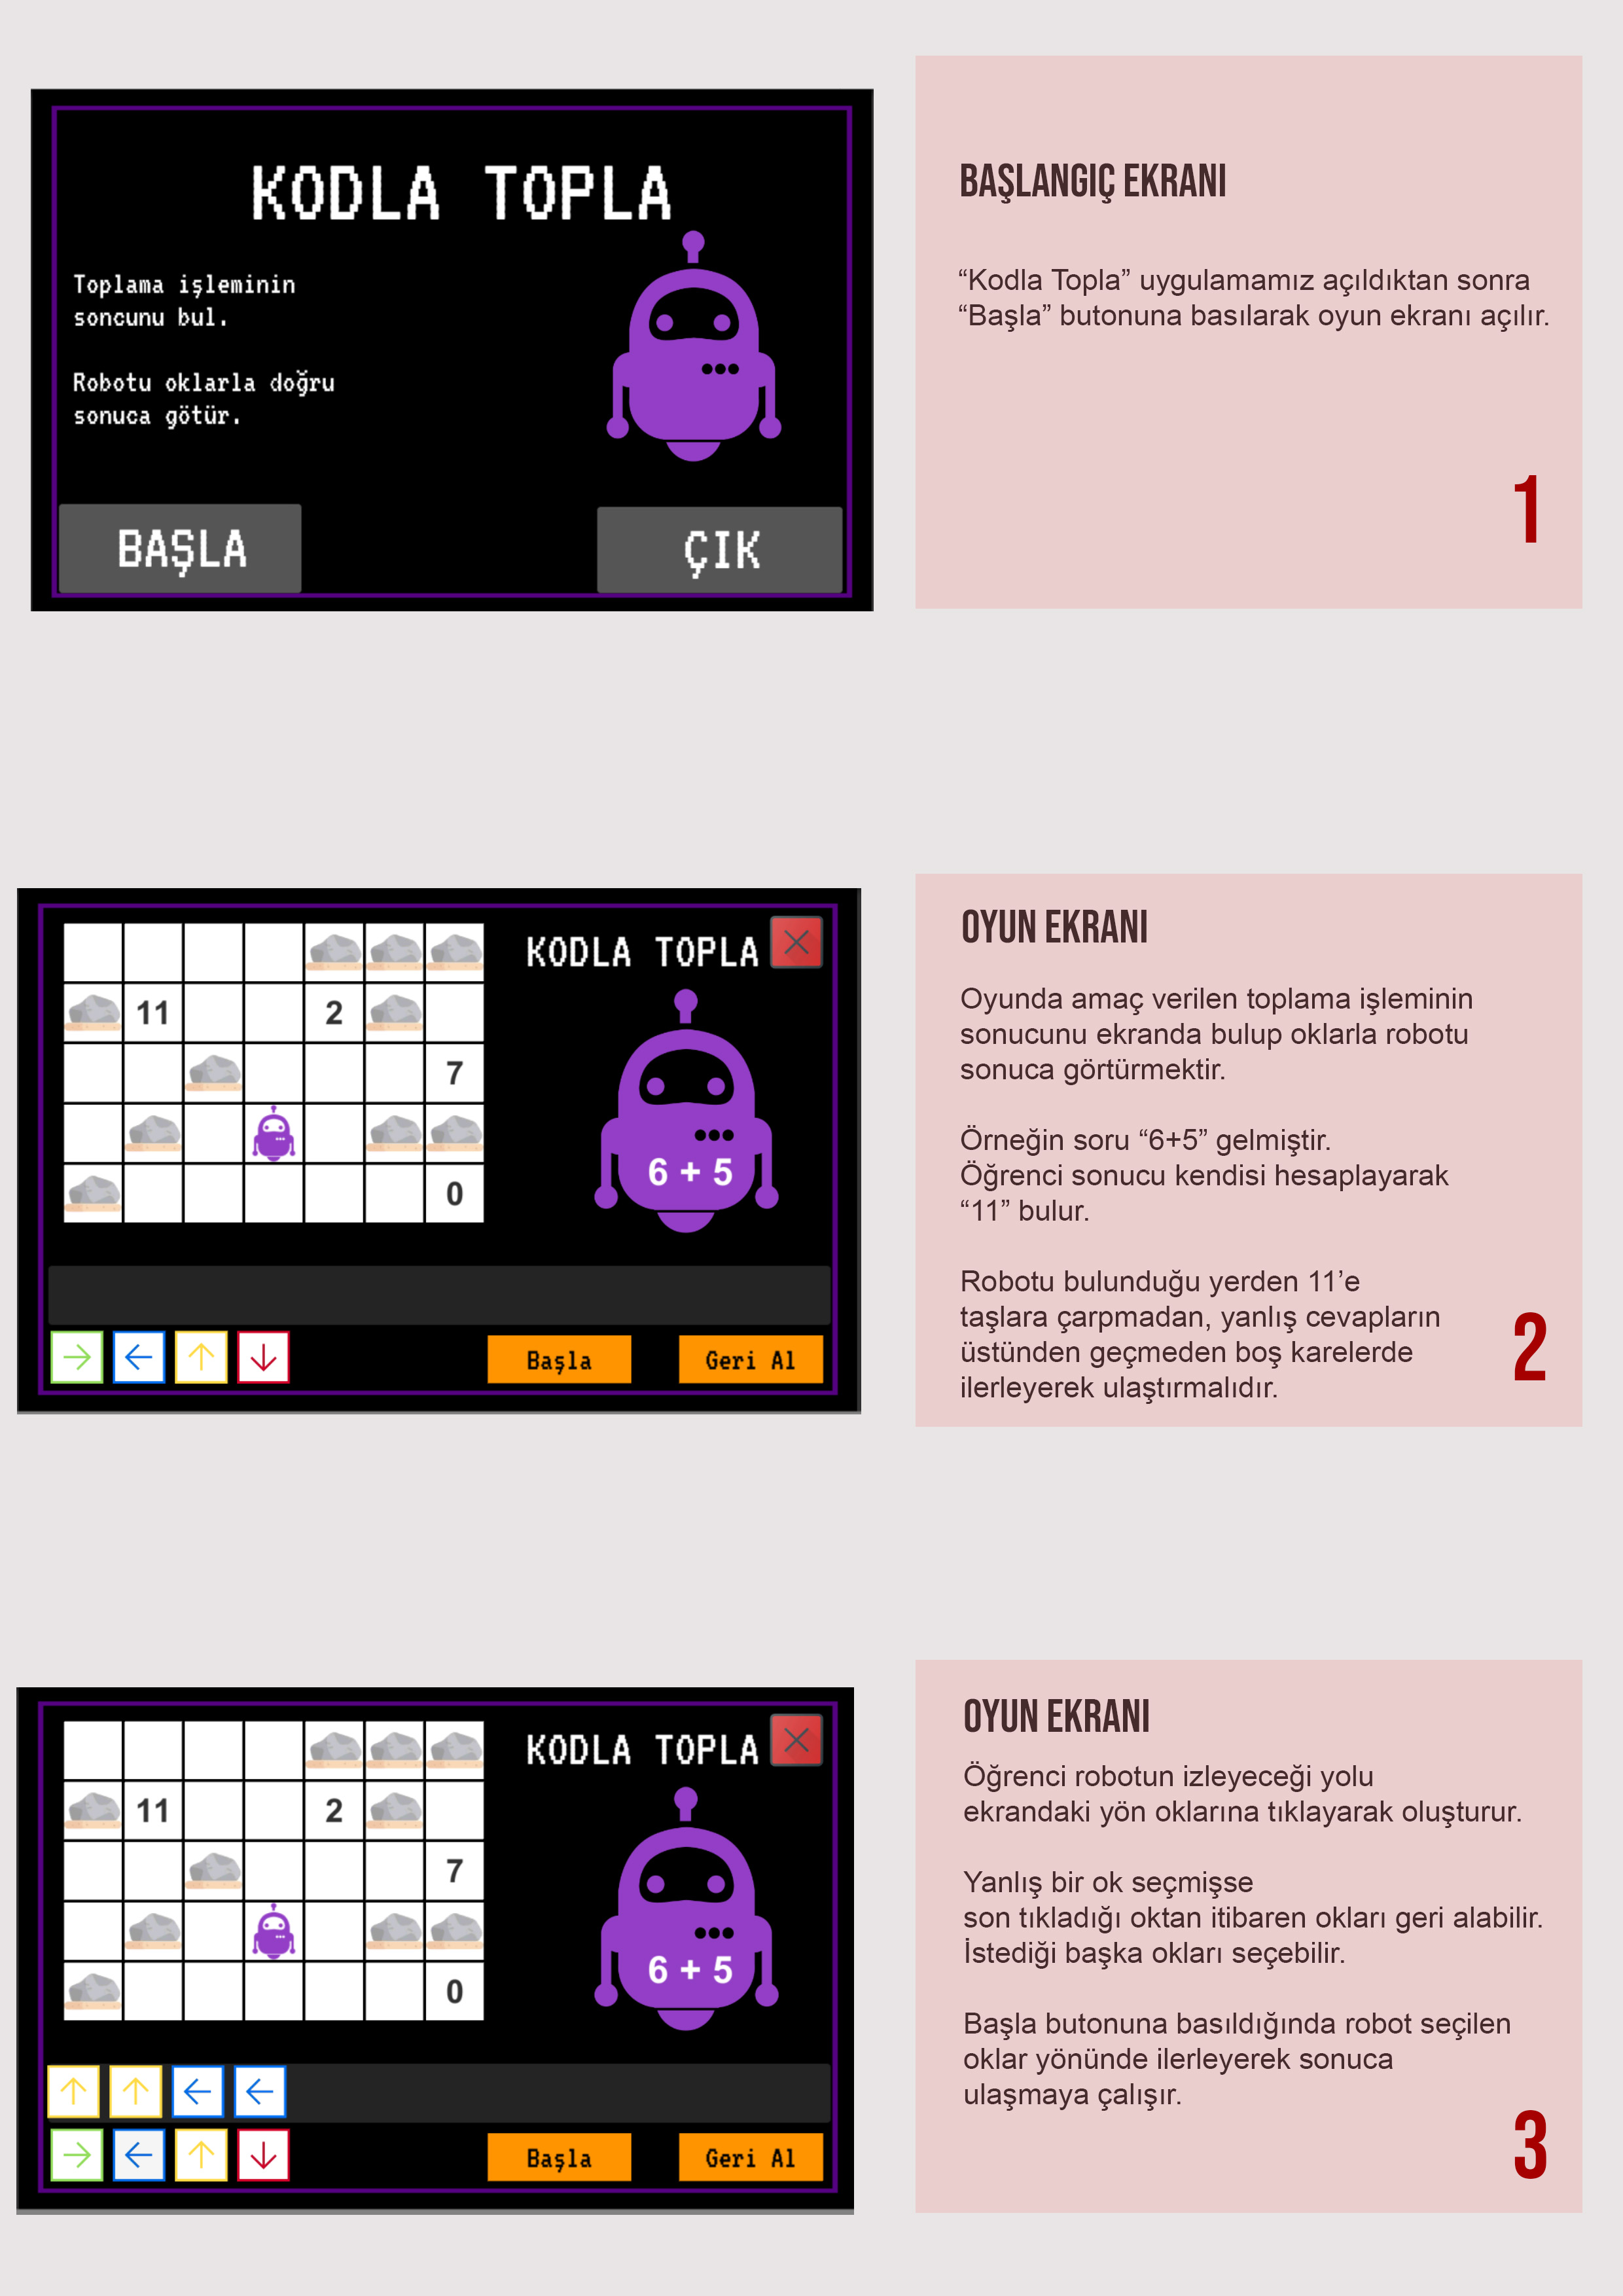 KODLA TOPLA
Toplama işleminin
soncunu bul.
Robotu oklarla doğru
sonuca götür.
BAŞLA
ÇIK
BAŞLANGIÇ EKRANI
“Kodla Topla” uygulamamız açıldıktan sonra
“Başla” butonuna basılarak oyun ekranı açılır.
1
KODLA TOPLA
11
2
7
0
6 + 5
Başla
Geri Al
OYUN EKRANI
Oyunda amaç verilen toplama işleminin
sonucunu ekranda bulup oklarla robotu
sonuca görtürmektir.
Örneğin soru “6+5” gelmiştir.
Öğrenci sonucu kendisi hesaplayarak
“11” bulur.
Robotu bulunduğu yerden 11’e
taşlara çarpmadan, yanlış cevapların
üstünden geçmeden boş karelerde
ilerleyerek ulaştırmalıdır.
2
KODLA TOPLA
11
2
7
0
6 + 5
Başla
Geri Al
OYUN EKRANI
Öğrenci robotun izleyeceği yolu
ekrandaki yön oklarına tıklayarak oluşturur.
Yanlış bir ok seçmişse
son tıkladığı oktan itibaren okları geri alabilir.
İstediği başka okları seçebilir.
Başla butonuna basıldığında robot seçilen
oklar yönünde ilerleyerek sonuca
ulaşmaya çalışır.
3